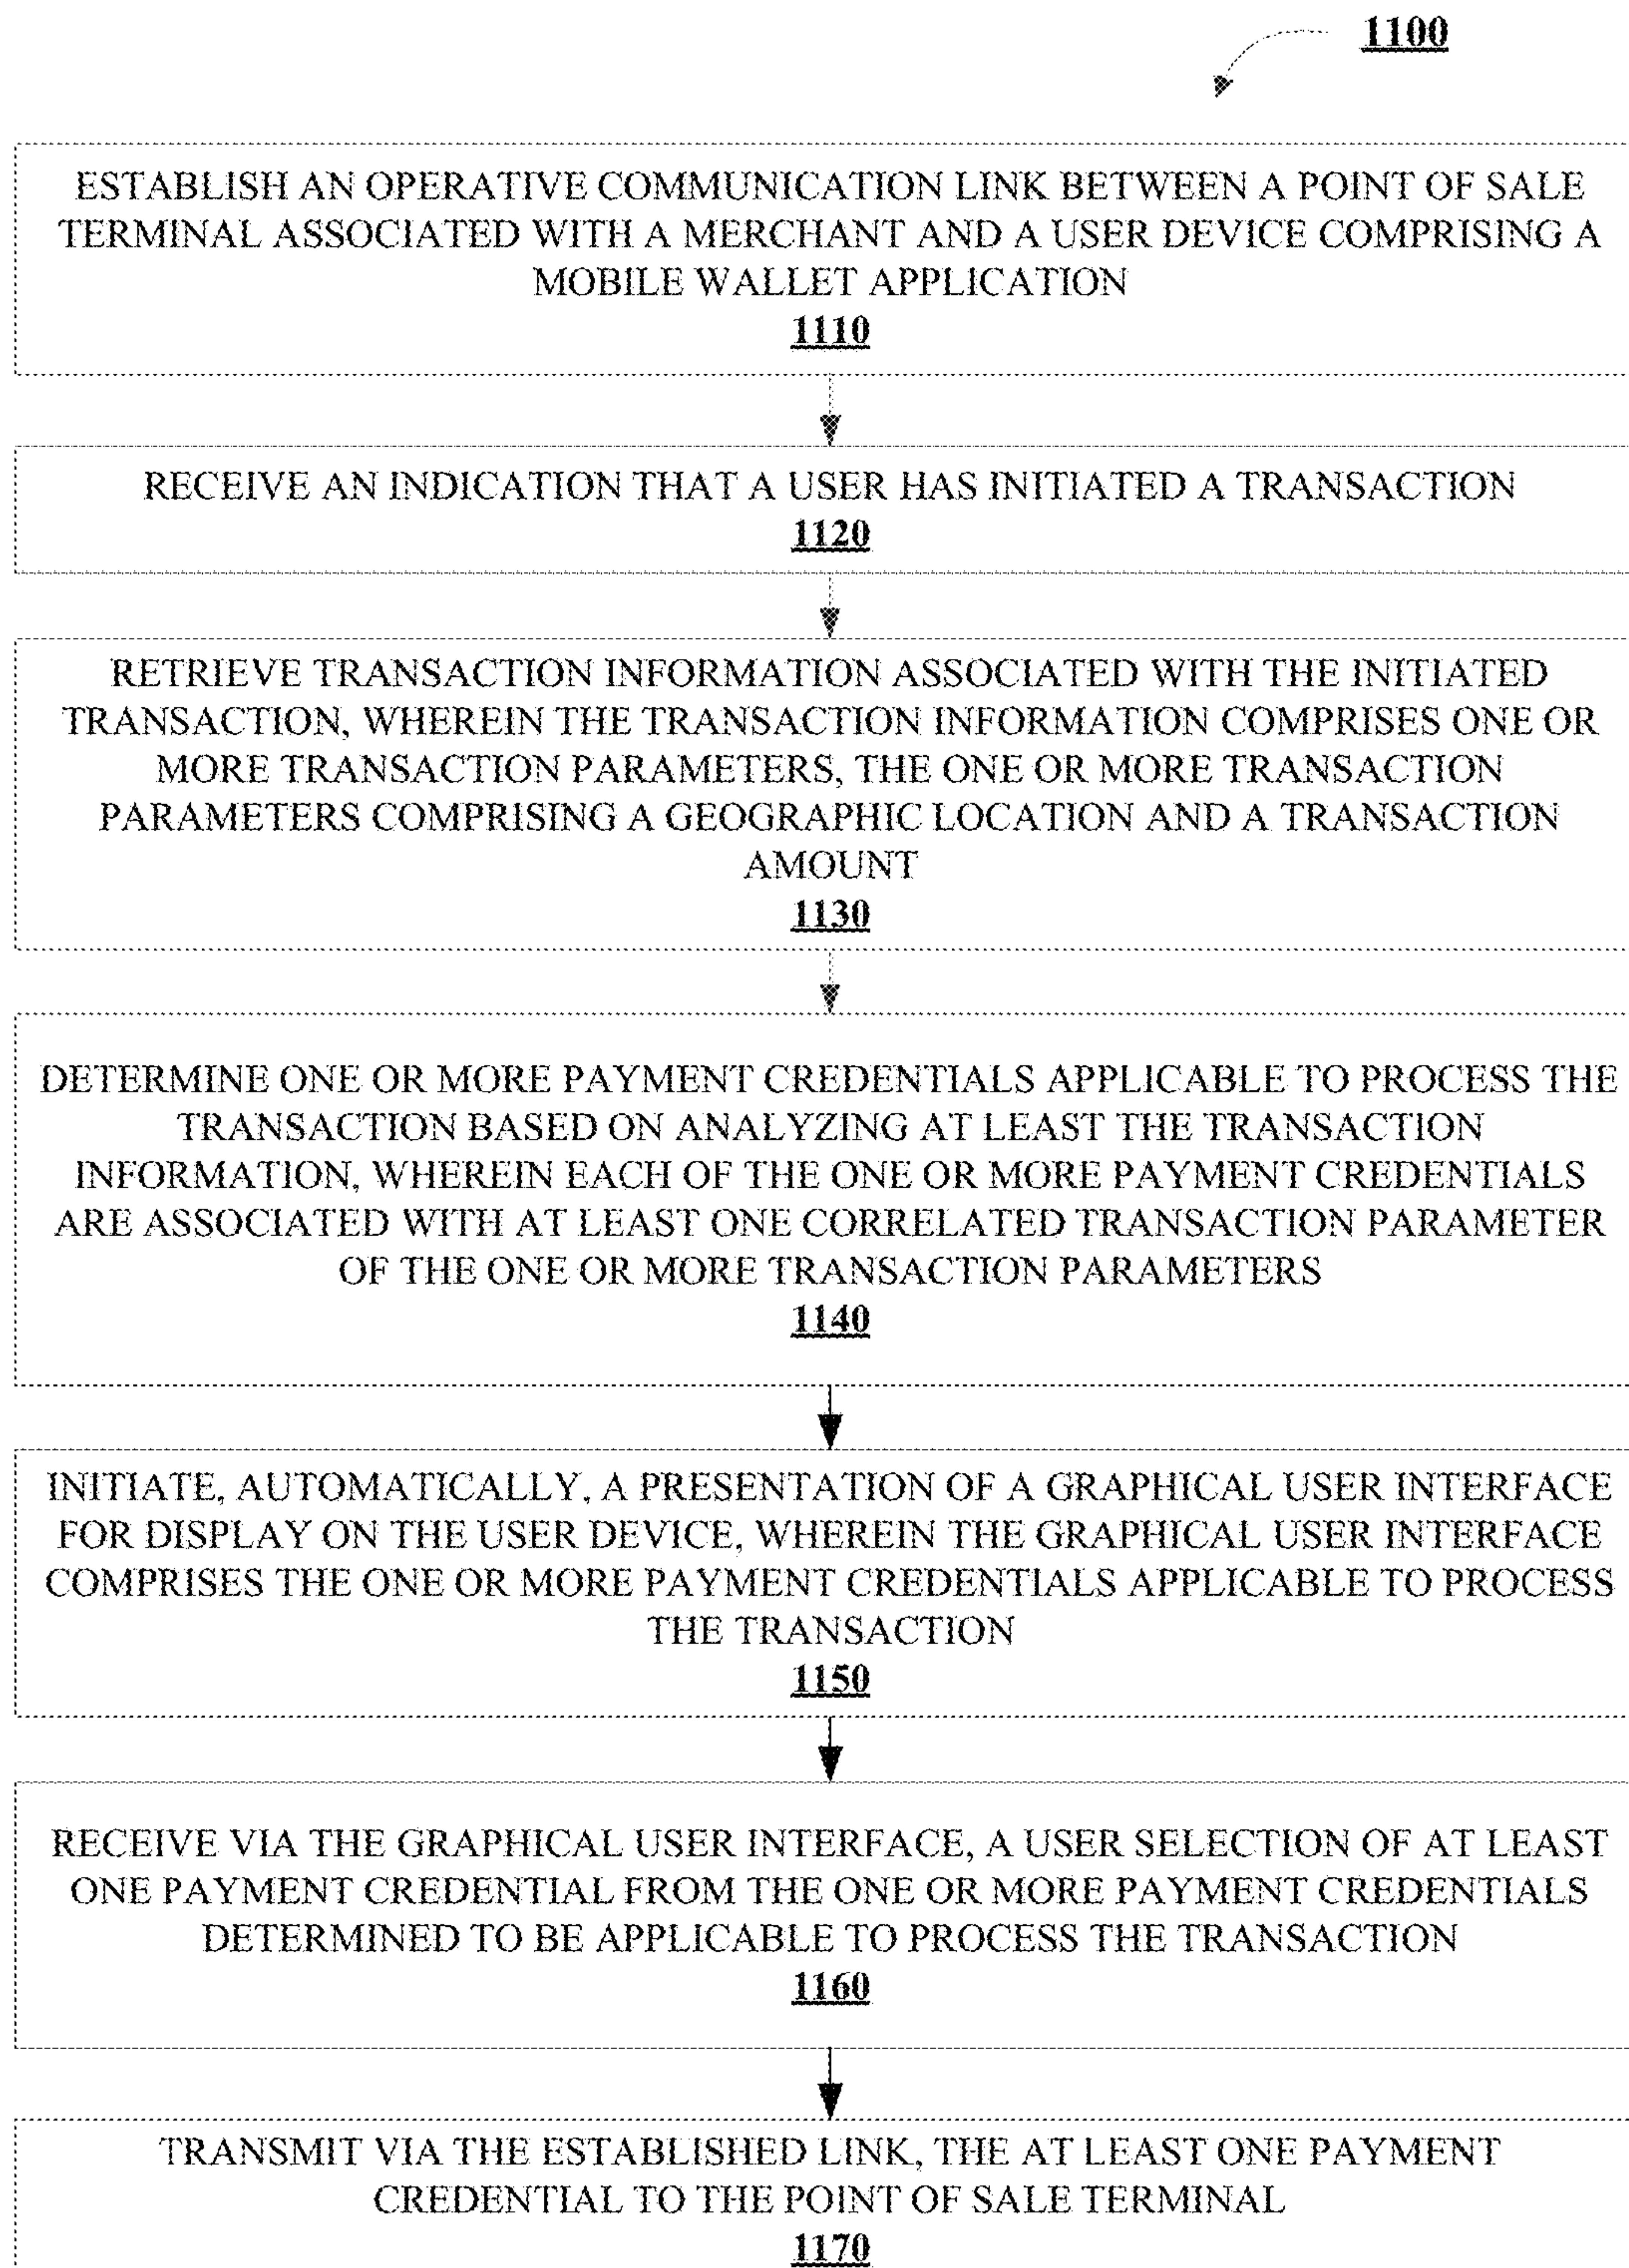 1100
ESTABLISH AN OPERATIVE COMMUNICATION LINK BETWEEN A POINT OF SALE
TERMINAL ASSOCIATED WITH A MERCHANT AND A USER DEVICE COMPRISING A
MOBILE WALLET APPLICATION
1110
RECEIVE AN INDICATION THAT A USER HAS INITIATED A TRANSACTION
1120
RETRIEVE TRANSACTION INFORMATION ASSOCIATED WITH THE INITIATED
TRANSACTION, WHEREIN THE TRANSACTION INFORMATION COMPRISES ONE OR
MORE TRANSACTION PARAMETERS, THE ONE OR MORE TRANSACTION
PARAMETERS COMPRISING A GEOGRAPHIC LOCATION AND A TRANSACTION
AMOUNT
1130
DETERMINE ONE OR MORE PAYMENT CREDENTIALS APPLICABLE TO PROCESS THE
TRANSACTION BASED ON ANALYZING AT LEAST THE TRANSACTION
INFORMATION, WHEREIN EACH OF THE ONE OR MORE PAYMENT CREDENTIALS
ARE ASSOCIATED WITH AT LEAST ONE CORRELATED TRANSACTION PARAMETER
OF THE ONE OR MORE TRANSACTION PARAMETERS
1140
INITIATE, AUTOMATICALLY, A PRESENTATION OF A GRAPHICAL USER INTERFACE
FOR DISPLAY ON THE USER DEVICE, WHEREIN THE GRAPHICAL USER INTERFACE
COMPRISES THE ONE OR MORE PAYMENT CREDENTIALS APPLICABLE TO PROCESS
THE TRANSACTION
1150
RECEIVE VIA THE GRAPHICAL USER INTERFACE, A USER SELECTION OF AT LEAST
ONE PAYMENT CREDENTIAL FROM THE ONE OR MORE PAYMENT CREDENTIALS
DETERMINED TO BE APPLICABLE TO PROCESS THE TRANSACTION
1160
TRANSMIT VIA THE ESTABLISHED LINK, THE AT LEAST ONE PAYMENT
CREDENTIAL TO THE POINT OF SALE TERMINAL
1170